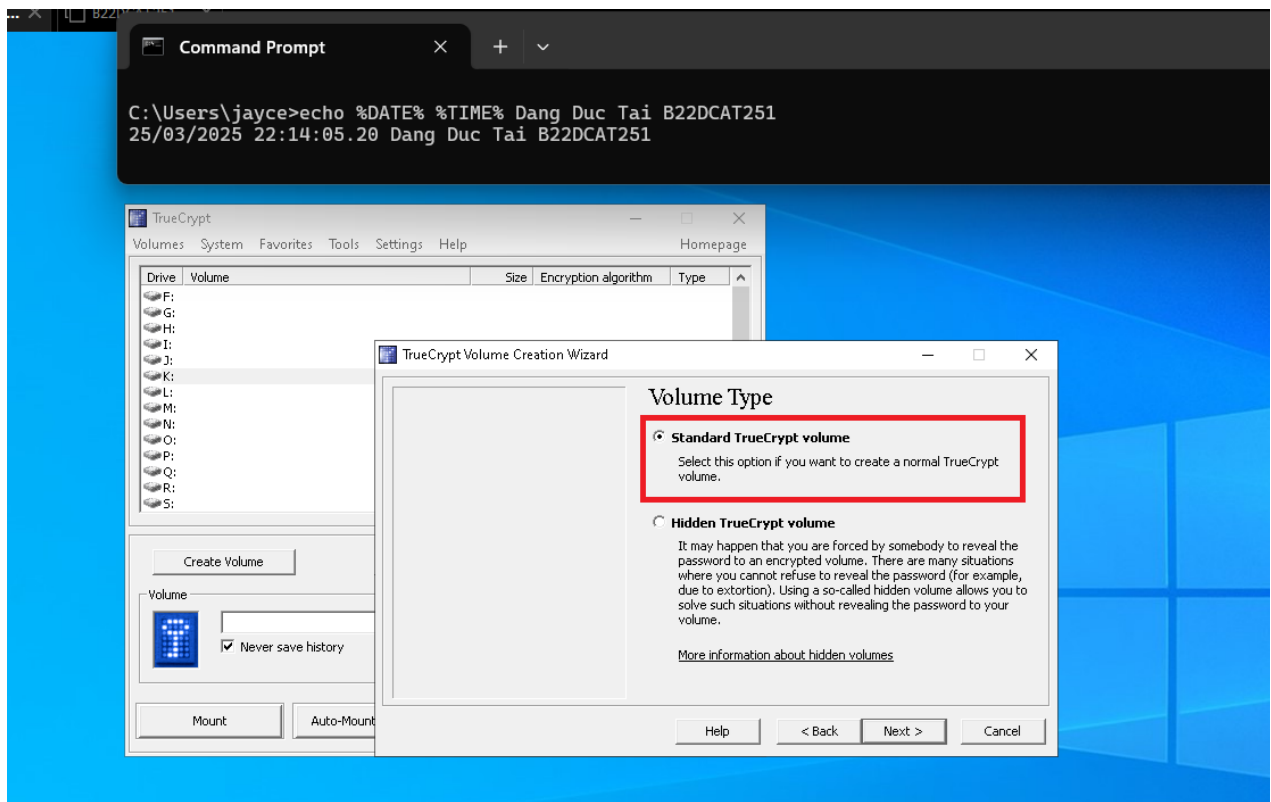 Command Prompt
C:\Users\jayce>echo %DATE% %TIME% Dang Duc Tai B22DCAT251
25/03/2025 22:14:05.20 Dang Duc Tai B22DCAT251
TrueCrypt
Volumes System Favorites Tools Settings Help Homepage
Drive Volume Size Encryption algorithm Type
F:
G:
H:
I:
J:
K:
L:
M:
N:
O:
P:
Q:
R:
S:
Create Volume
Volume
Never save history
Mount Auto-Mount
TrueCrypt Volume Creation Wizard
Volume Type
Standard TrueCrypt volume
Select this option if you want to create a normal TrueCrypt
volume.
Hidden TrueCrypt volume
It may happen that you are forced by somebody to reveal the
password to an encrypted volume. There are many situations
where you cannot refuse to reveal the password (for example,
due to extortion). Using a so-called hidden volume allows you to
solve such situations without revealing the password to your
volume.
More information about hidden volumes
Help < Back Next > Cancel